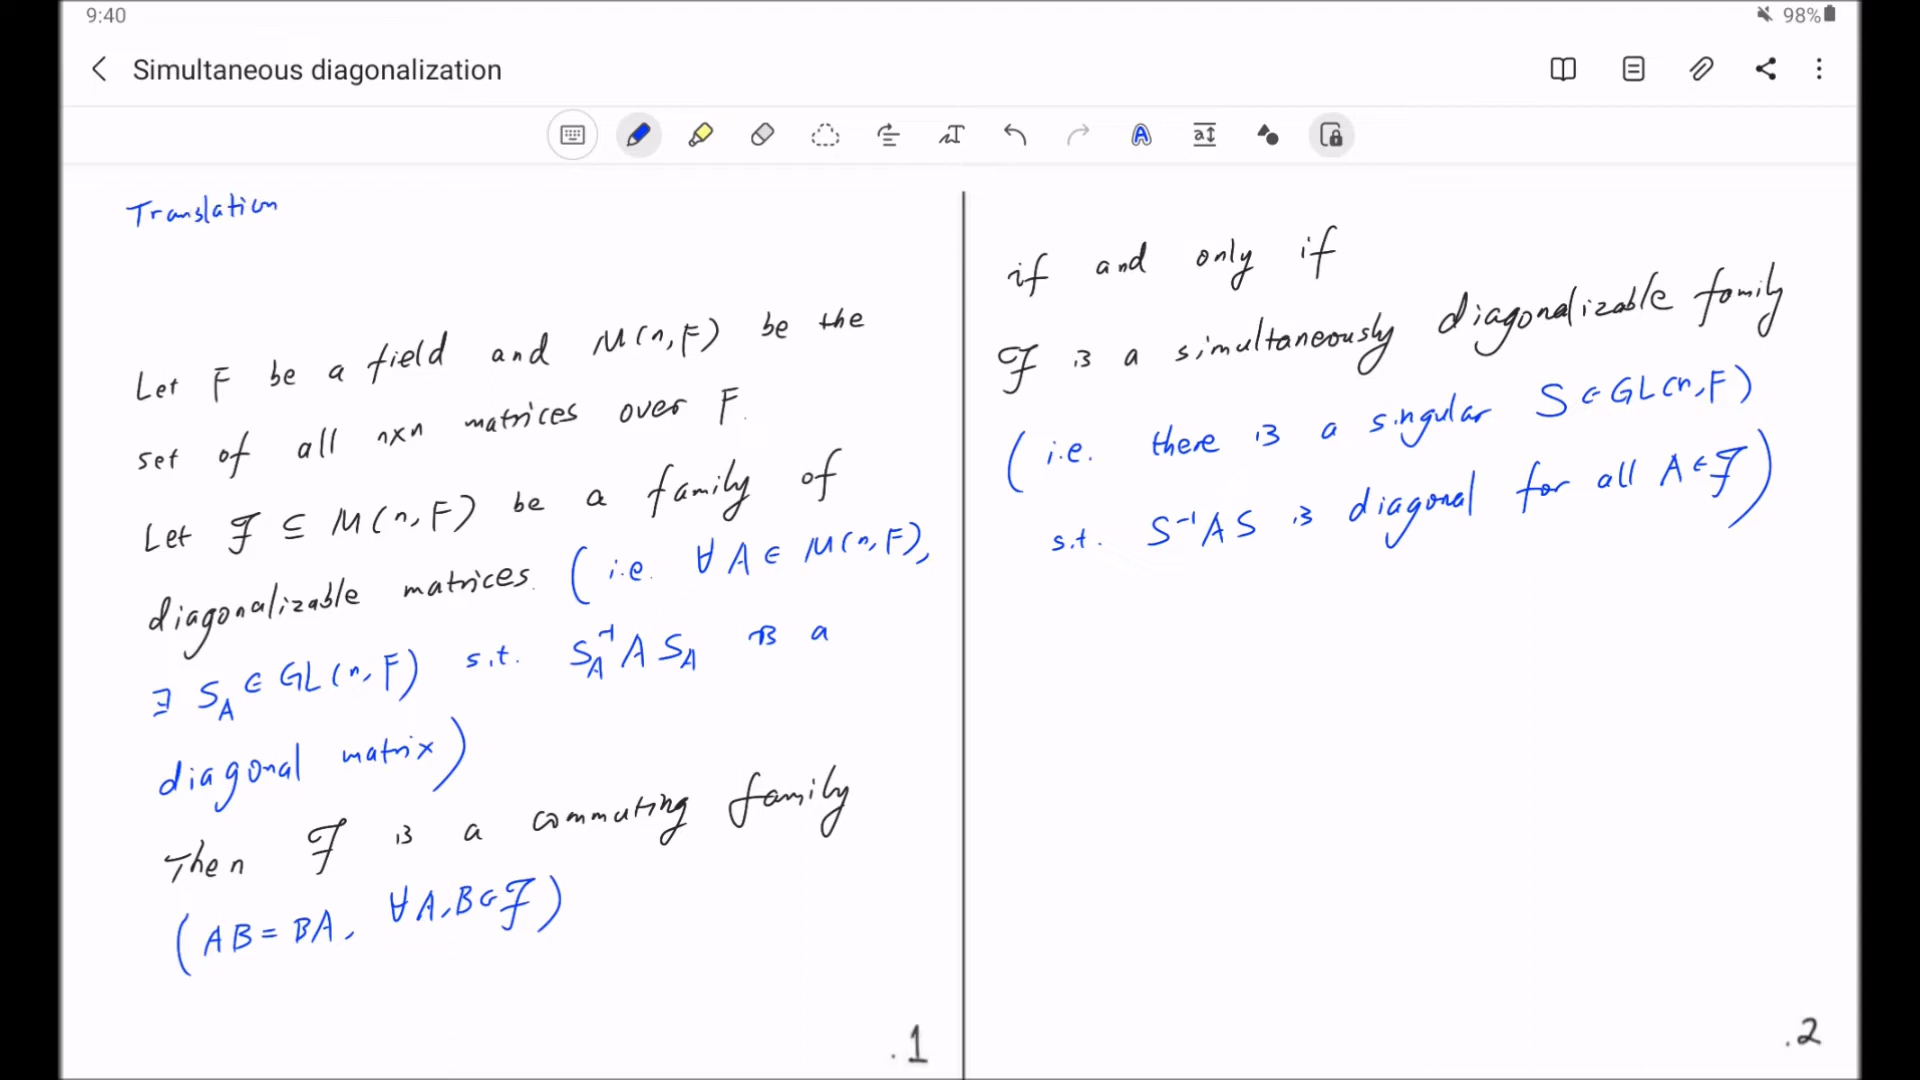 9:40
98%
Simultaneous diagonalization
Translation
Let F be a field and M(n,F) be the
set of all n×n matrices over F.
Let ℱ ⊆ M(n,F) be a family of
diagonalizable matrices. (i.e. ∀A ∈ M(n,F),
∃ S_A ∈ GL(n,F) s.t. S_A⁻¹ A S_A is a
diagonal matrix)
Then ℱ is a commuting family
(AB = BA, ∀A,B∈ℱ)
.1
if and only if
ℱ is a simultaneously diagonalizable family
(i.e. there is a singular S ∈ GL(n,F)
s.t. S⁻¹AS is diagonal for all A∈ℱ)
.2